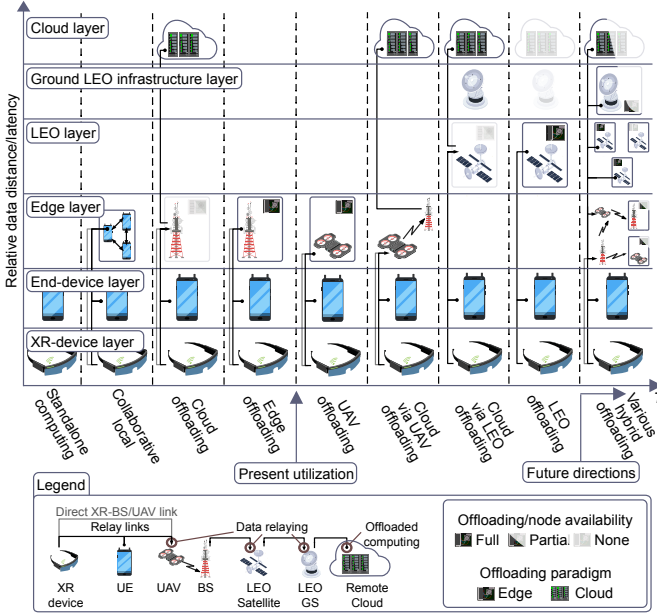 Cloud layer
Ground LEO infrastructure layer
LEO layer
Edge layer
End-device layer
XR-device layer
Relative data distance/latency
Standalone
computing
Collaborative
local
Cloud
offloading
Edge
offloading
UAV
offloading
Cloud
via UAV
offloading
Cloud
via LEO
offloading
LEO
offloading
Various
hybrid
offloading
Present utilization
Future directions
Legend
Direct XR-BS/UAV link
Relay links
Data relaying
Offloaded
computing
XR
device
UE
UAV
BS
LEO
Satellite
LEO
GS
Remote
Cloud
Offloading/node availability
Full
Partia
None
Offloading paradigm
Edge
Cloud